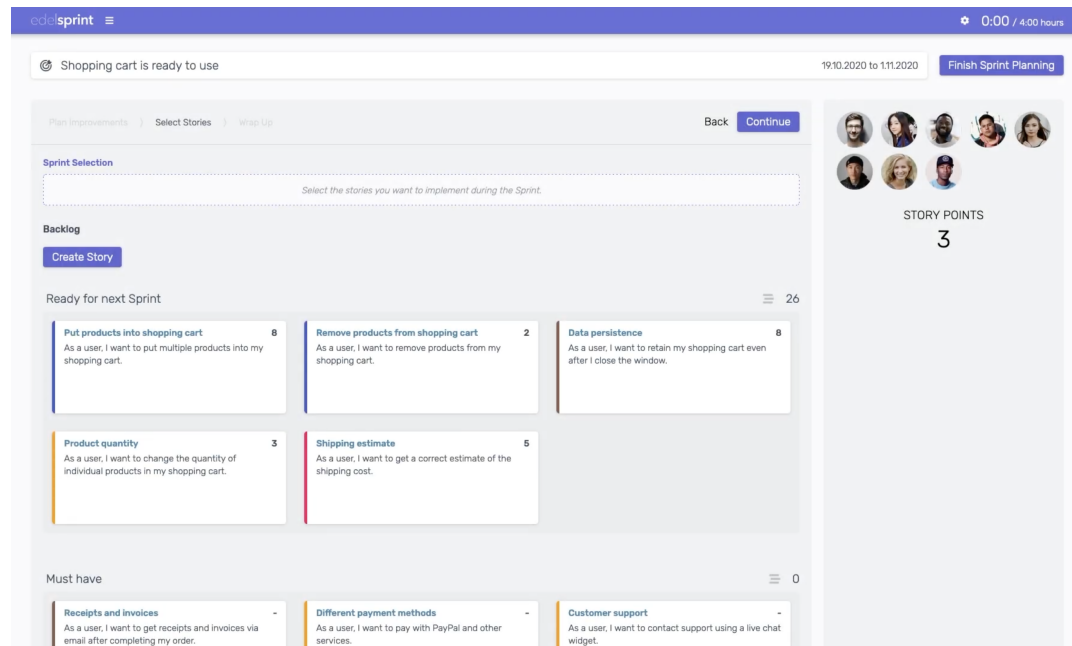 edelsprint
0:00 / 4:00 hours
Shopping cart is ready to use
19.10.2020 to 1.11.2020
Finish Sprint Planning
Plan Improvements
Select Stories
Wrap Up
Back
Continue
Sprint Selection
Select the stories you want to implement during the Sprint.
Backlog
Create Story
STORY POINTS
3
Ready for next Sprint
26
Put products into shopping cart 8
As a user, I want to put multiple products into my
shopping cart.
Remove products from shopping cart 2
As a user, I want to remove products from my
shopping cart.
Data persistence 8
As a user, I want to retain my shopping cart even
after I close the window.
Product quantity 3
As a user, I want to change the quantity of
individual products in my shopping cart.
Shipping estimate 5
As a user, I want to get a correct estimate of the
shipping cost.
Must have
0
Receipts and invoices -
As a user, I want to get receipts and invoices via
email after completing my order.
Different payment methods -
As a user, I want to pay with PayPal and other
services.
Customer support -
As a user, I want to contact support using a live chat
widget.